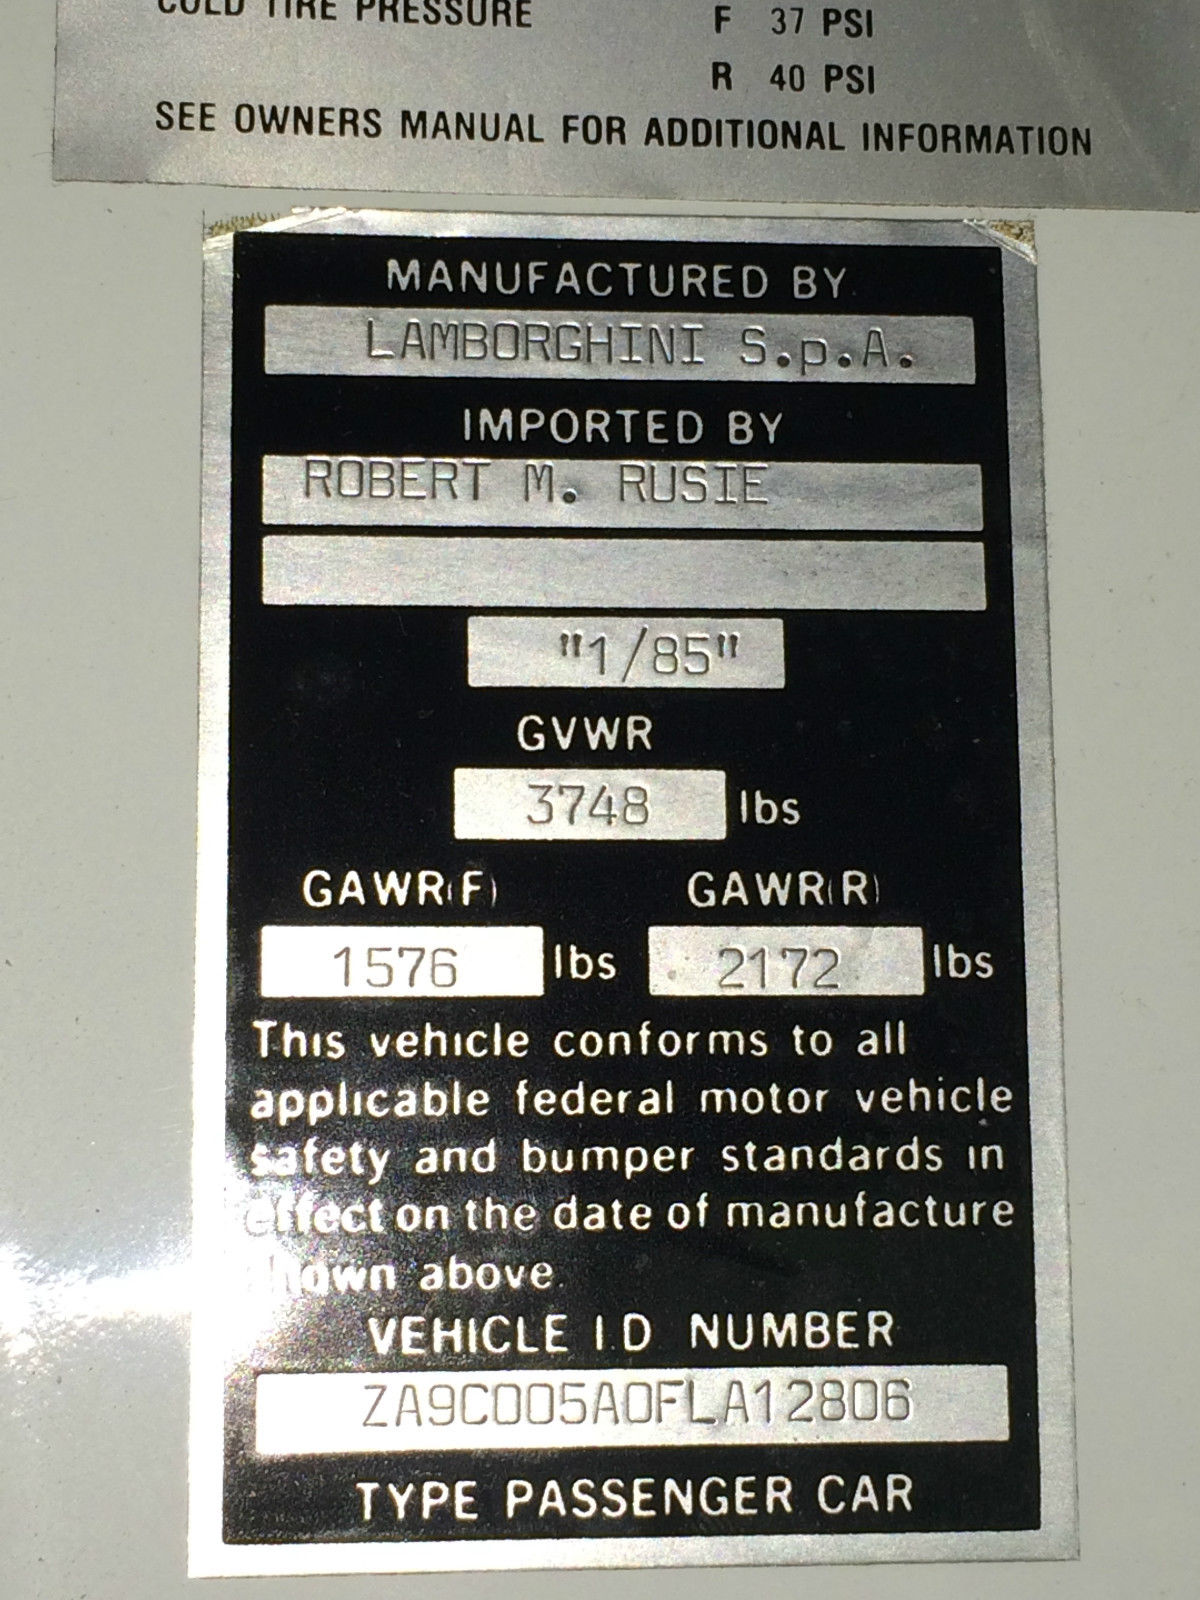 COLD TIRE PRESSURE F 37 PSI
R 40 PSI
SEE OWNERS MANUAL FOR ADDITIONAL INFORMATION
MANUFACTURED BY
LAMBORGHINI S.p.A.
IMPORTED BY
ROBERT M. RUSIE
"1/85"
GVWR
3748 lbs
GAWR(F) GAWR(R)
1576 lbs 2172 lbs
This vehicle conforms to all
applicable federal motor vehicle
safety and bumper standards in
effect on the date of manufacture
shown above.
VEHICLE I.D NUMBER
ZA9C005A0FLA12806
TYPE PASSENGER CAR